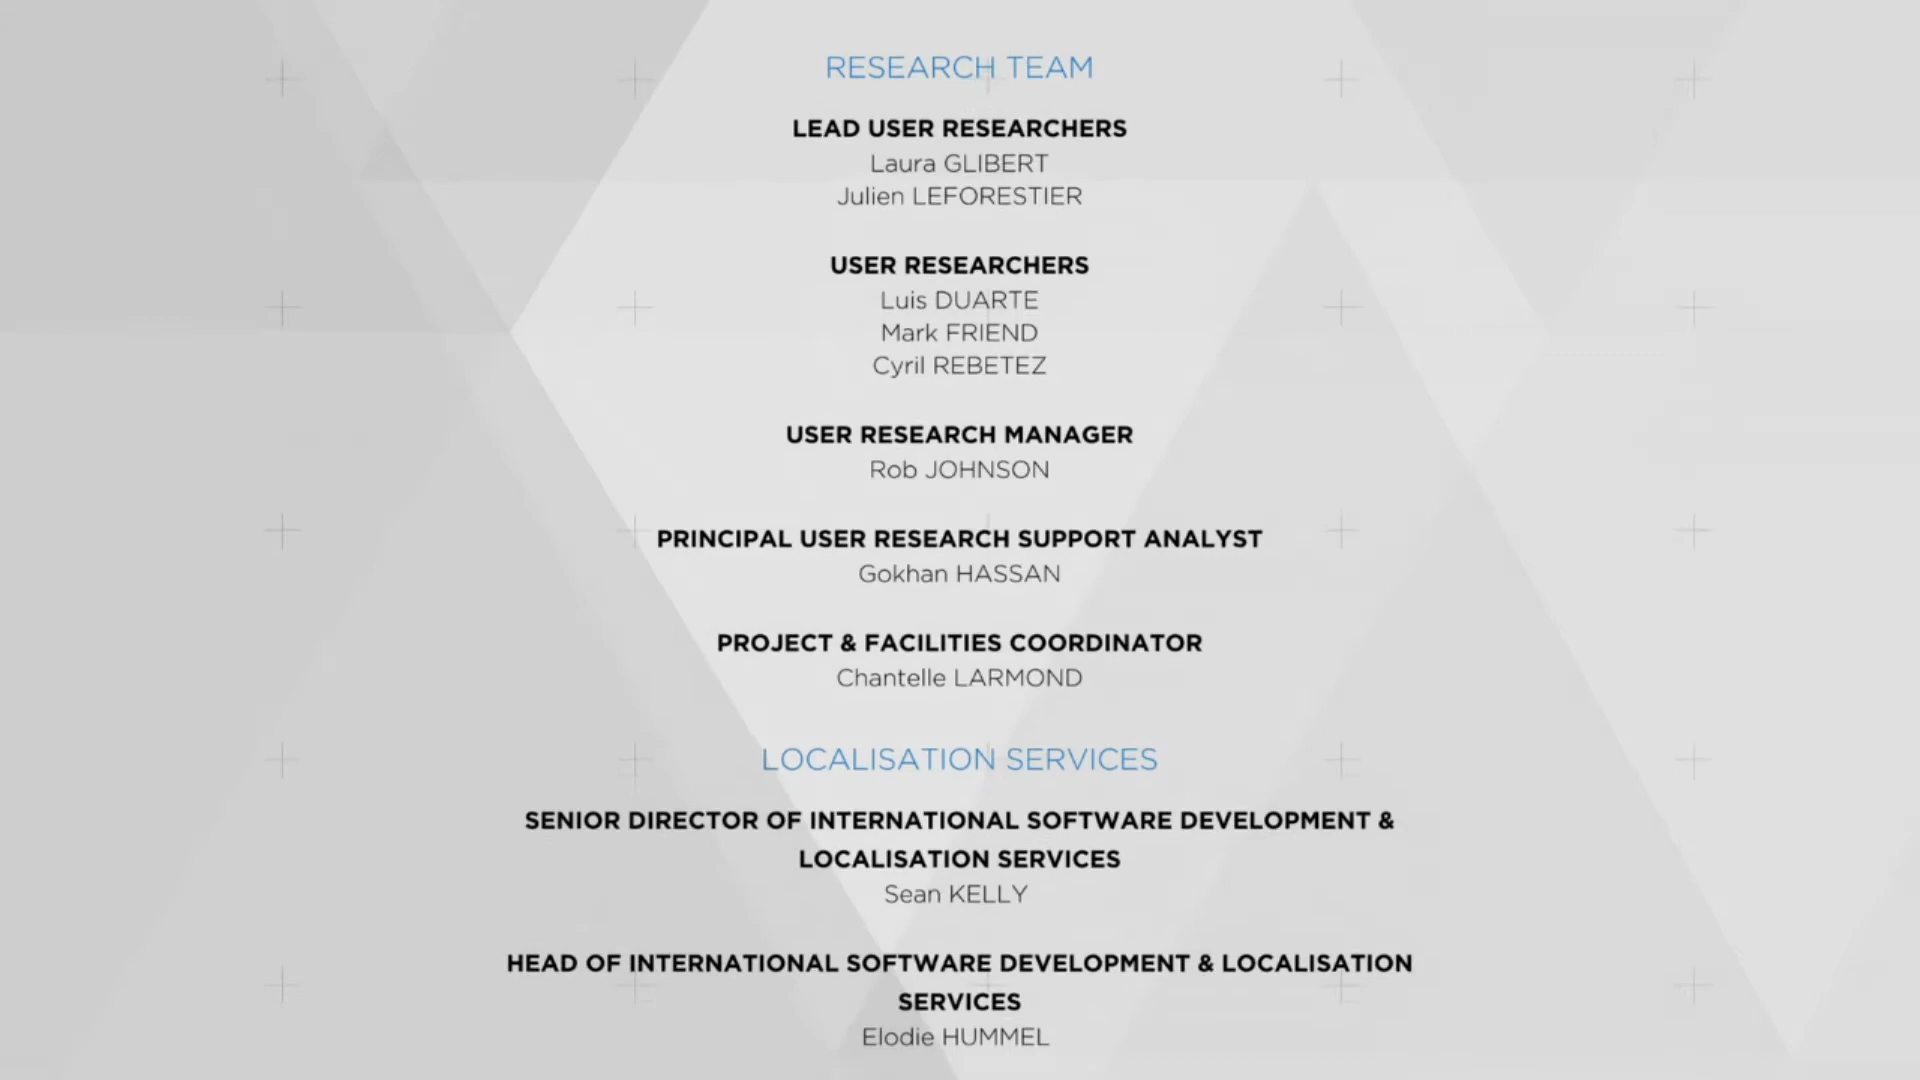 RESEARCH TEAM
LEAD USER RESEARCHERS
Laura GLIBERT
Julien LEFORESTIER
USER RESEARCHERS
Luis DUARTE
Mark FRIEND
Cyril REBETEZ
USER RESEARCH MANAGER
Rob JOHNSON
PRINCIPAL USER RESEARCH SUPPORT ANALYST
Gokhan HASSAN
PROJECT & FACILITIES COORDINATOR
Chantelle LARMOND
LOCALISATION SERVICES
SENIOR DIRECTOR OF INTERNATIONAL SOFTWARE DEVELOPMENT &
LOCALISATION SERVICES
Sean KELLY
HEAD OF INTERNATIONAL SOFTWARE DEVELOPMENT & LOCALISATION
SERVICES
Elodie HUMMEL